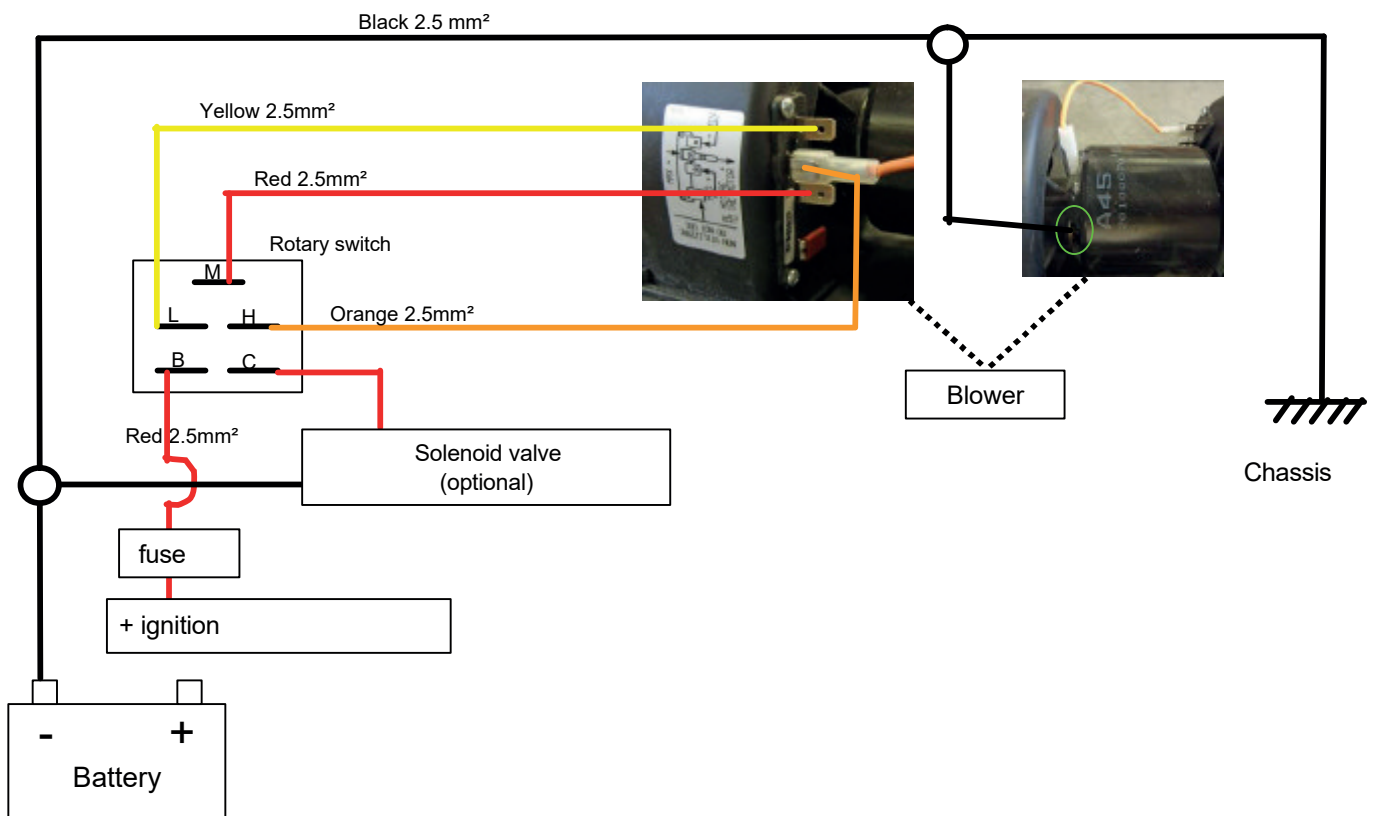 Black 2.5 mm²
Yellow 2.5mm²
Red 2.5mm²
Rotary switch
M
L
H
Orange 2.5mm²
B
C
Blower
Red 2.5mm²
Solenoid valve
(optional)
Chassis
fuse
+ ignition
- +
Battery
A45